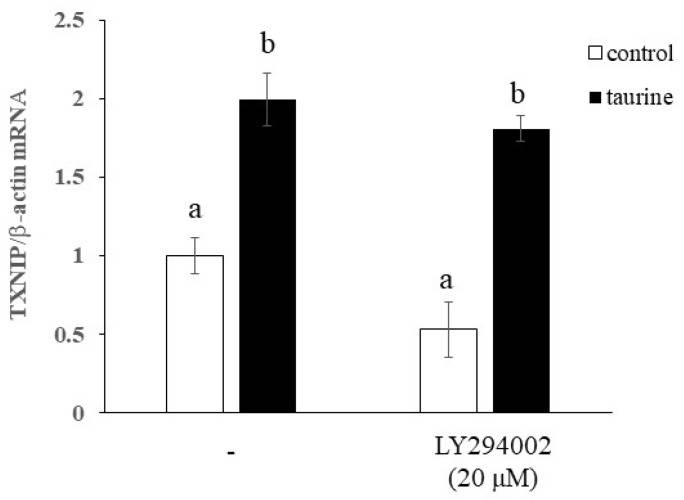 TXNIP/β-actin mRNA
2.5
2
1.5
1
0.5
0
a
b
a
b
control
taurine
-
LY294002
(20 μM)